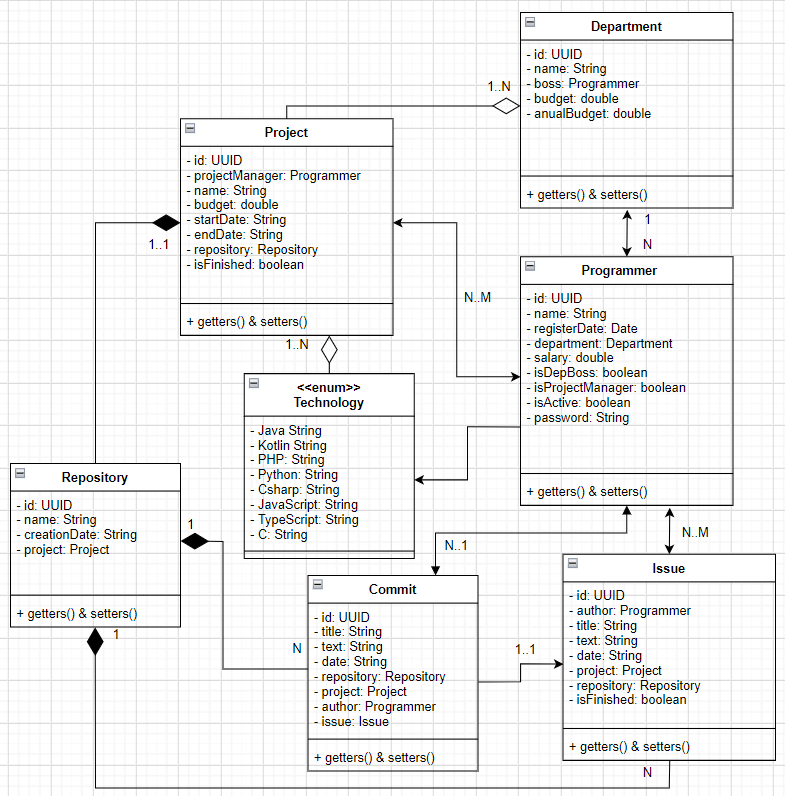 Department
- id: UUID
- name: String
- boss: Programmer
- budget: double
- anualBudget: double
+ getters() & setters()
1..N
Project
- id: UUID
- projectManager: Programmer
- name: String
- budget: double
- startDate: String
- endDate: String
- repository: Repository
- isFinished: boolean
+ getters() & setters()
1..1
1
N
N..M
1..N
Programmer
- id: UUID
- name: String
- registerDate: Date
- department: Department
- salary: double
- isDepBoss: boolean
- isProjectManager: boolean
- isActive: boolean
- password: String
+ getters() & setters()
<<enum>>
Technology
- Java String
- Kotlin String
- PHP: String
- Python: String
- Csharp: String
- JavaScript: String
- TypeScript: String
- C: String
Repository
- id: UUID
- name: String
- creationDate: String
- project: Project
+ getters() & setters()
1
N
1
N..1
N..M
Commit
- id: UUID
- title: String
- text: String
- date: String
- repository: Repository
- project: Project
- author: Programmer
- issue: Issue
+ getters() & setters()
1..1
Issue
- id: UUID
- author: Programmer
- title: String
- text: String
- date: String
- project: Project
- repository: Repository
- isFinished: boolean
+ getters() & setters()
N